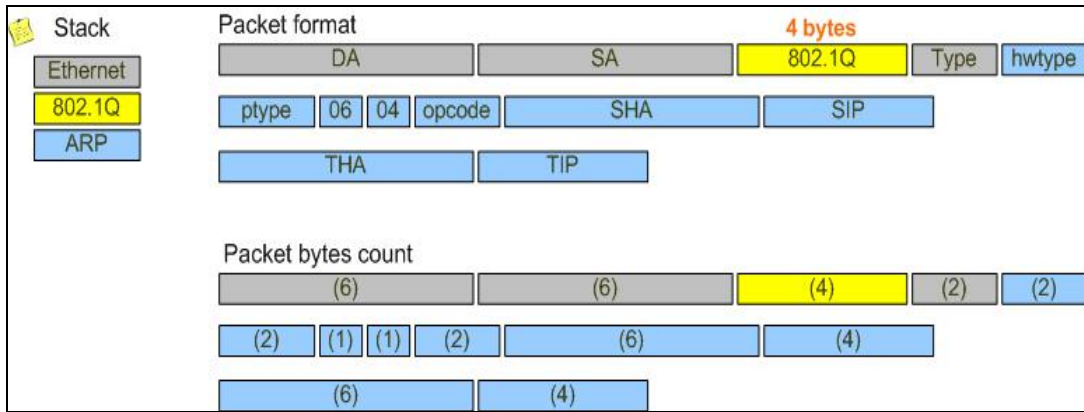 Stack
Ethernet
802.1Q
ARP
Packet format
4 bytes
DA SA 802.1Q Type hwtype
ptype 06 04 opcode SHA SIP
THA TIP
Packet bytes count
(6) (6) (4) (2) (2)
(2) (1) (1) (2) (6) (4)
(6) (4)